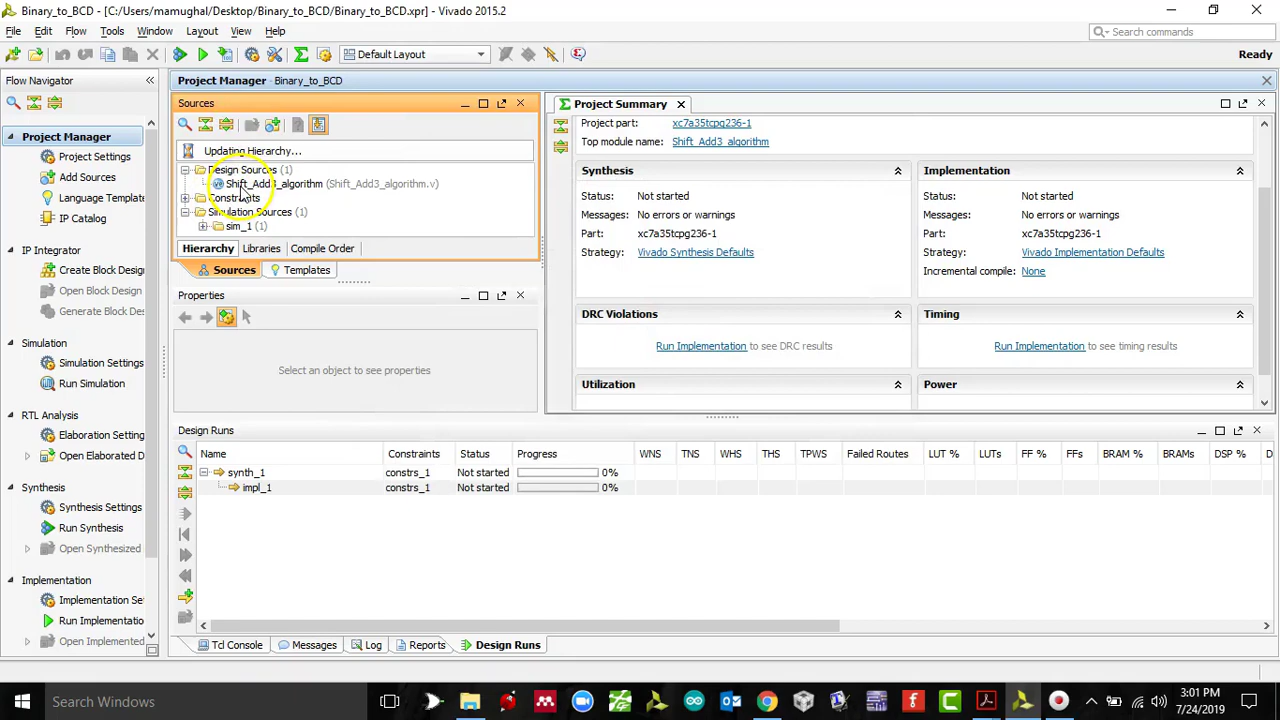 Binary_to_BCD - [C:/Users/mamughal/Desktop/Binary_to_BCD/Binary_to_BCD.xpr] - Vivado 2015.2
File Edit Flow Tools Window Layout View Help
Search commands
Default Layout
Ready
Flow Navigator
Project Manager
Project Settings
Add Sources
Language Template
IP Catalog
IP Integrator
Create Block Design
Open Block Design
Generate Block Des
Simulation
Simulation Settings
Run Simulation
RTL Analysis
Elaboration Setting
Open Elaborated D
Synthesis
Synthesis Settings
Run Synthesis
Open Synthesized
Implementation
Implementation Set
Run Implementatio
Open Implemented
Project Manager - Binary_to_BCD
Sources
Updating Hierarchy...
Design Sources (1)
Shift_Add3_algorithm (Shift_Add3_algorithm.v)
Constraints
Simulation Sources (1)
sim_1 (1)
Hierarchy Libraries Compile Order
Sources Templates
Properties
Select an object to see properties
Project Summary
Project part: xc7a35tcpg236-1
Top module name: Shift_Add3_algorithm
Synthesis
Status: Not started
Messages: No errors or warnings
Part: xc7a35tcpg236-1
Strategy: Vivado Synthesis Defaults
Implementation
Status: Not started
Messages: No errors or warnings
Part: xc7a35tcpg236-1
Strategy: Vivado Implementation Defaults
Incremental compile: None
DRC Violations
Run Implementation to see DRC results
Timing
Run Implementation to see timing results
Utilization
Power
Design Runs
Name Constraints Status Progress WNS TNS WHS THS TPWS Failed Routes LUT % LUTs FF % FFs BRAM % BRAMs DSP % D
synth_1 constrs_1 Not started 0%
impl_1 constrs_1 Not started 0%
Tcl Console Messages Log Reports Design Runs
Search Windows
3:01 PM
7/24/2019